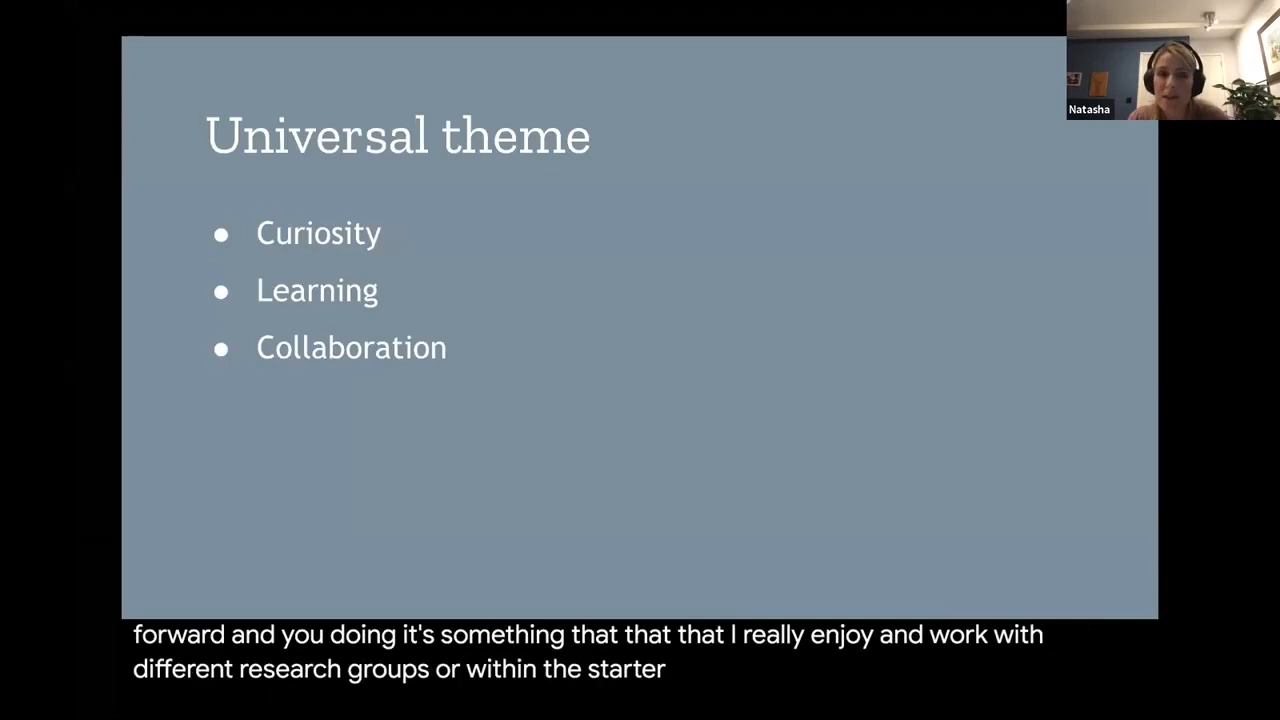 Universal theme
Natasha
● Curiosity
● Learning
● Collaboration
forward and you doing it's something that that that I really enjoy and work with
different research groups or within the starter